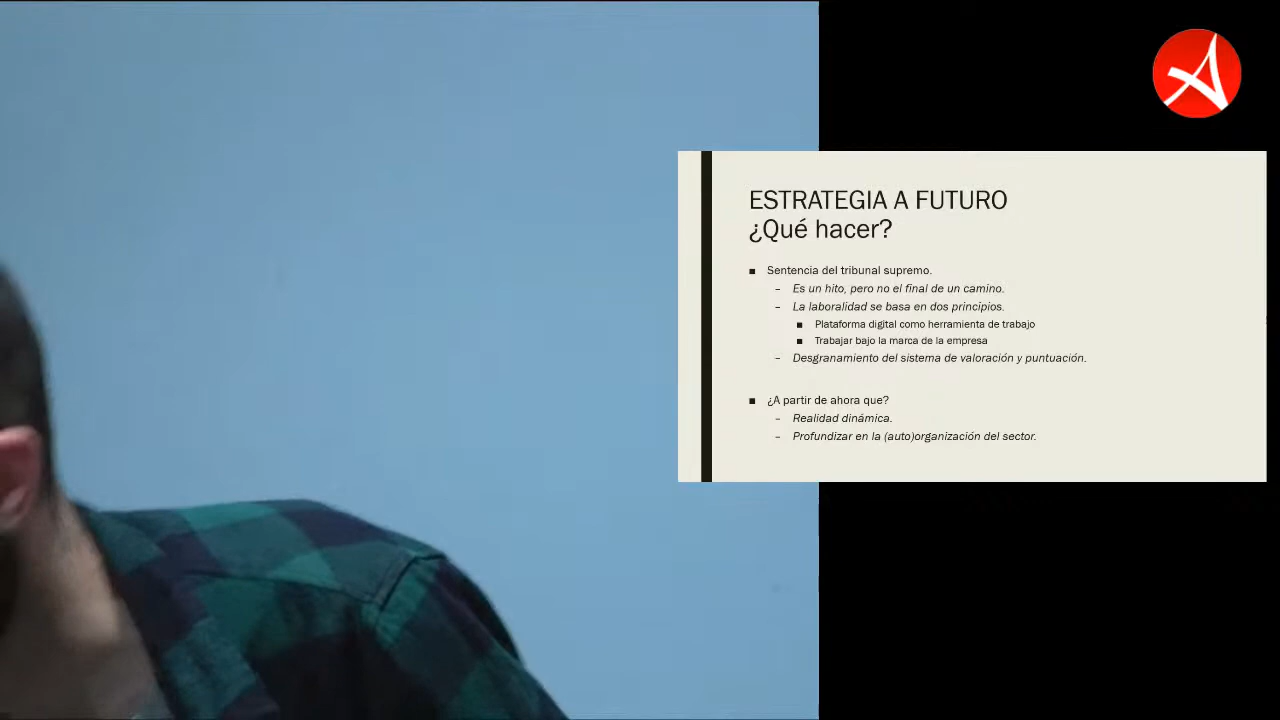 ESTRATEGIA A FUTURO
¿Qué hacer?
■ Sentencia del tribunal supremo.
– Es un hito, pero no el final de un camino.
– La laboralidad se basa en dos principios.
■ Plataforma digital como herramienta de trabajo
■ Trabajar bajo la marca de la empresa
– Desgranamiento del sistema de valoración y puntuación.
■ ¿A partir de ahora que?
– Realidad dinámica.
– Profundizar en la (auto)organización del sector.